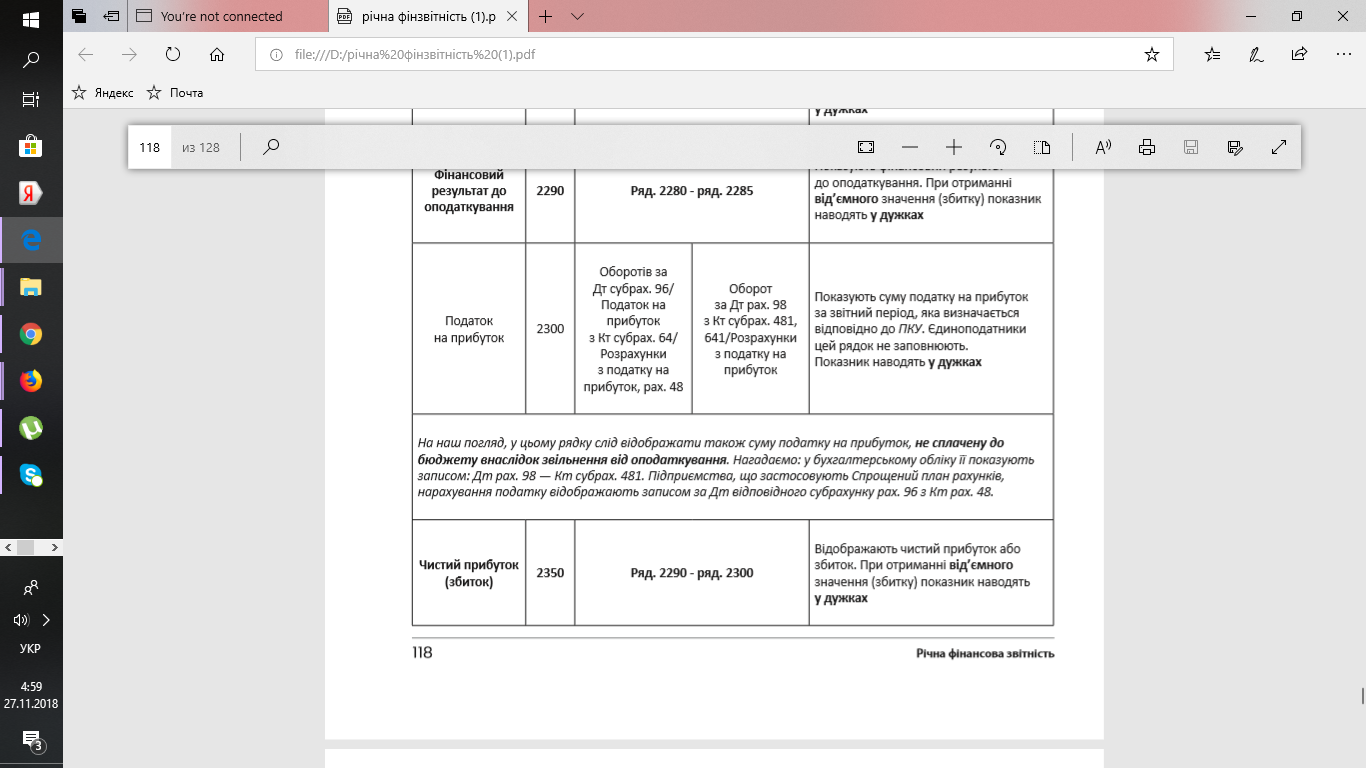 You're not connected
річна фінзвітність (1).p
file:///D:/річна%20фінзвітність%20(1).pdf
Яндекс
Почта
у дужках
118
из 128
Фінансовий
результат до
оподаткування
2290
Ряд. 2280 - ряд. 2285
до оподаткування. При отриманні
від’ємного значення (збитку) показник
наводять у дужках
Податок
на прибуток
2300
Оборотів за
Дт субрах. 96/
Податок на
прибуток
з Кт субрах. 64/
Розрахунки
з податку на
прибуток, рах. 48
Оборот
за Дт рах. 98
з Кт субрах. 481,
641/Розрахунки
з податку на
прибуток
Показують суму податку на прибуток
за звітний період, яка визначається
відповідно до ПКУ. Єдиноподатники
цей рядок не заповнюють.
Показник наводять у дужках
На наш погляд, у цьому рядку слід відображати також суму податку на прибуток, не сплачену до
бюджету внаслідок звільнення від оподаткування. Нагадаємо: у бухгалтерському обліку її показують
записом: Дт рах. 98 — Кт субрах. 481. Підприємства, що застосовують Спрощений план рахунків,
нарахування податку відображають записом за Дт відповідного субрахунку рах. 96 з Кт рах. 48.
Чистий прибуток
(збиток)
2350
Ряд. 2290 - ряд. 2300
Відображають чистий прибуток або
збиток. При отриманні від’ємного
значення (збитку) показник наводять
у дужках
118
Річна фінансова звітність
УКР
4:59
27.11.2018
3